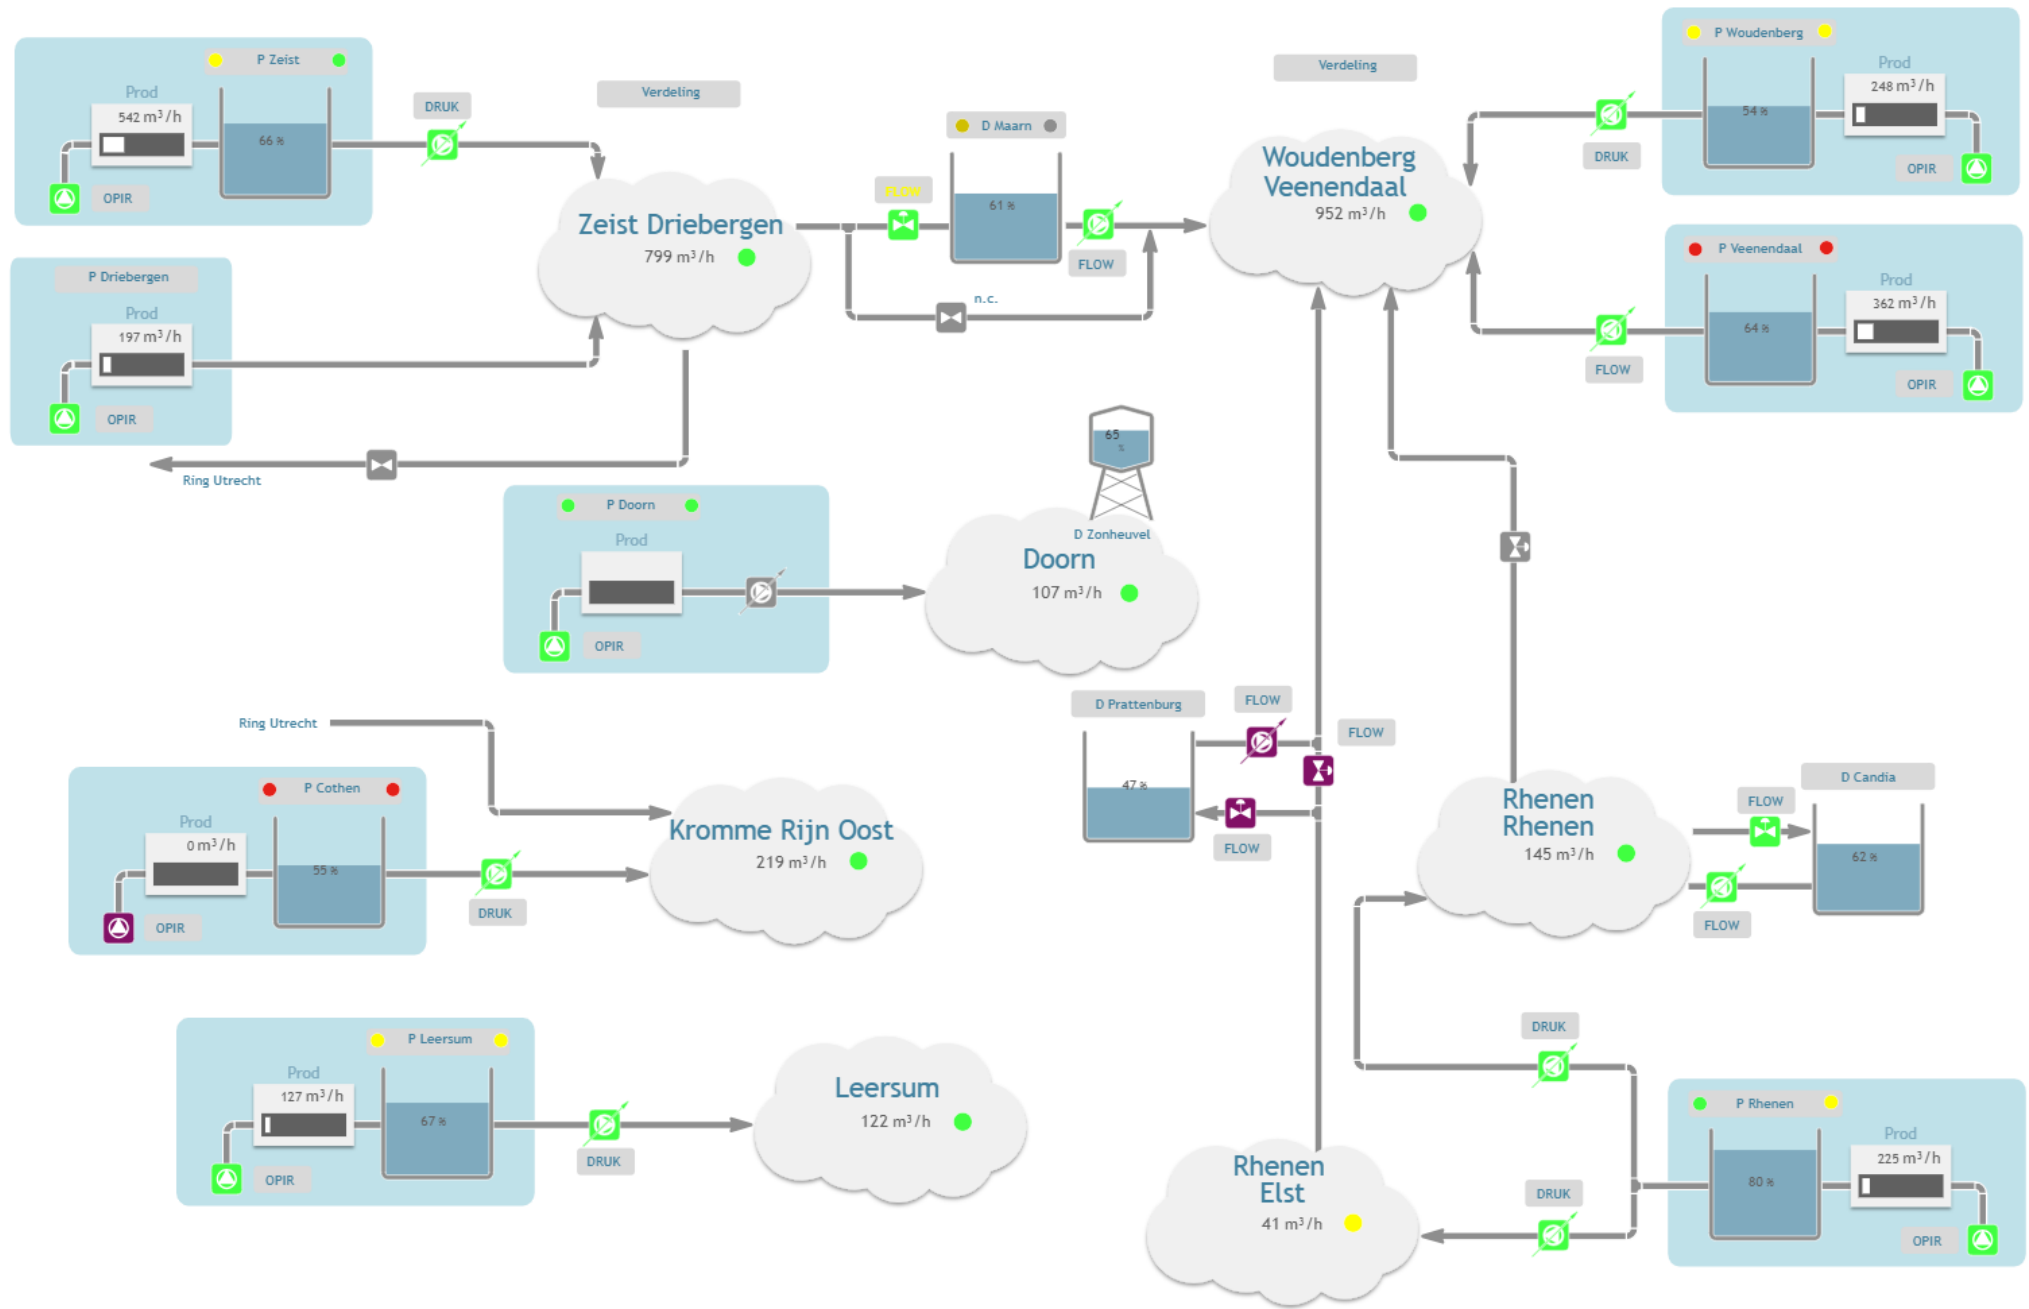 P Zeist
Prod
542 m³/h
66 %
OPIR
DRUK
Verdeling
P Driebergen
Prod
197 m³/h
OPIR
Ring Utrecht
Zeist Driebergen
799 m³/h
FLOW
D Maarn
61 %
FLOW
n.c.
Verdeling
Woudenberg
Veenendaal
952 m³/h
P Woudenberg
Prod
248 m³/h
54 %
DRUK
OPIR
P Veenendaal
Prod
362 m³/h
64 %
FLOW
OPIR
65
%
D Zonheuvel
P Doorn
Prod
OPIR
Doorn
107 m³/h
Ring Utrecht
P Cothen
Prod
0 m³/h
55 %
OPIR
DRUK
Kromme Rijn Oost
219 m³/h
D Prattenburg
47 %
FLOW
FLOW
FLOW
Rhenen
Rhenen
145 m³/h
D Candia
FLOW
62 %
FLOW
P Leersum
Prod
127 m³/h
67 %
OPIR
DRUK
Leersum
122 m³/h
Rhenen
Elst
41 m³/h
DRUK
DRUK
P Rhenen
Prod
225 m³/h
80 %
OPIR